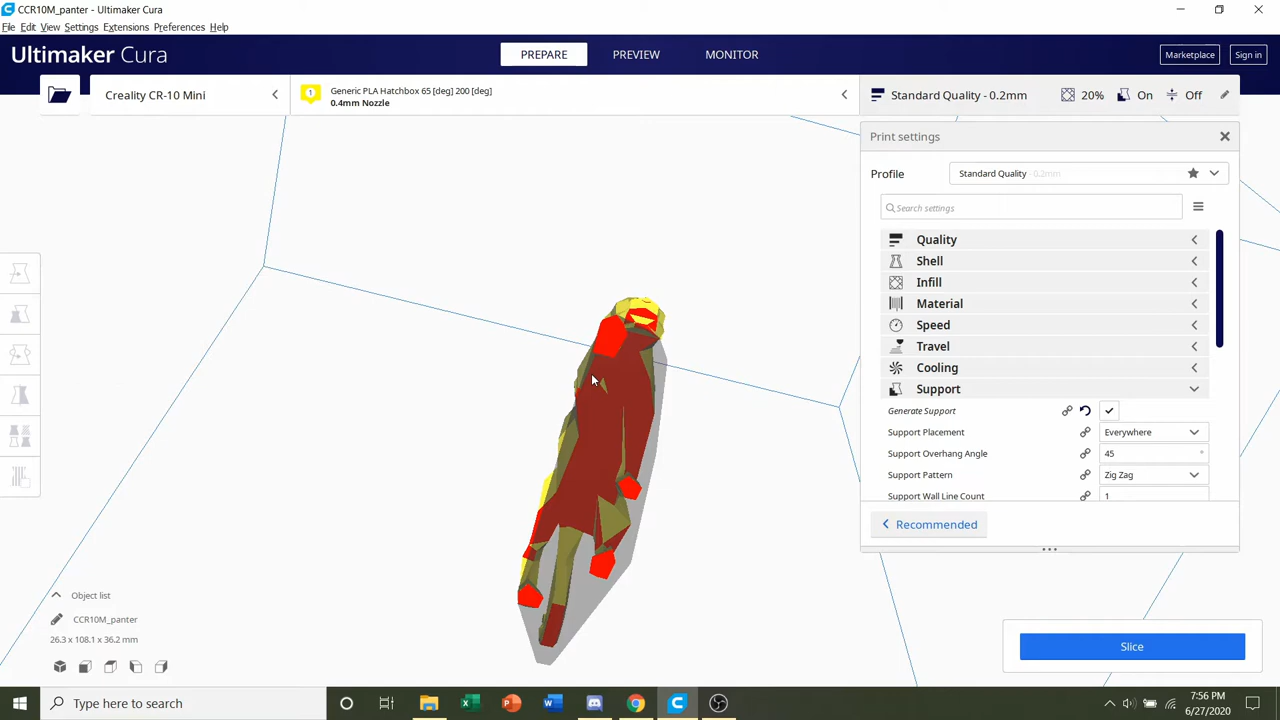 CCR10M_panter - Ultimaker Cura
File Edit View Settings Extensions Preferences Help
Ultimaker Cura
PREPARE
PREVIEW
MONITOR
Marketplace
Sign in
Creality CR-10 Mini
1
Generic PLA Hatchbox 65 [deg] 200 [deg]
0.4mm Nozzle
Standard Quality - 0.2mm
20%
On
Off
Print settings
Profile
Standard Quality - 0.2mm
Search settings
Quality
Shell
Infill
Material
Speed
Travel
Cooling
Support
Generate Support
Support Placement
Everywhere
Support Overhang Angle
45 °
Support Pattern
Zig Zag
Support Wall Line Count
1
Recommended
Object list
CCR10M_panter
26.3 x 108.1 x 36.2 mm
Slice
Type here to search
7:56 PM
6/27/2020